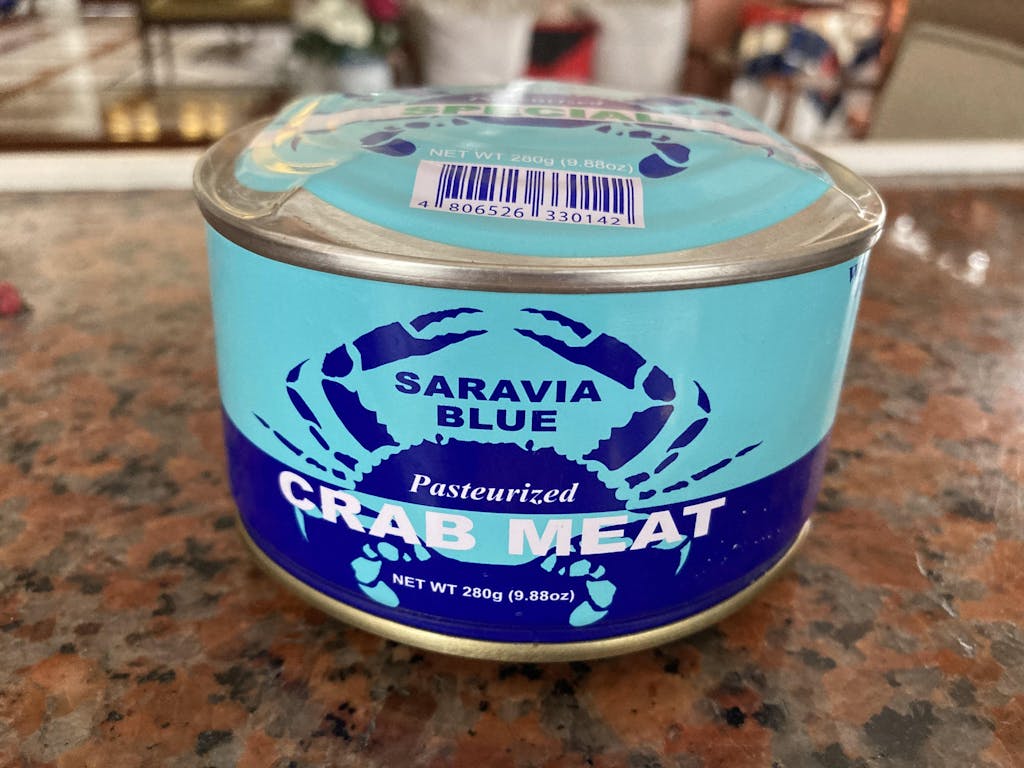 SPECIAL
NET WT 280g (9.88oz)
4 806526 330142
SARAVIA
BLUE
Pasteurized
CRAB MEAT
NET WT 280g (9.88oz)